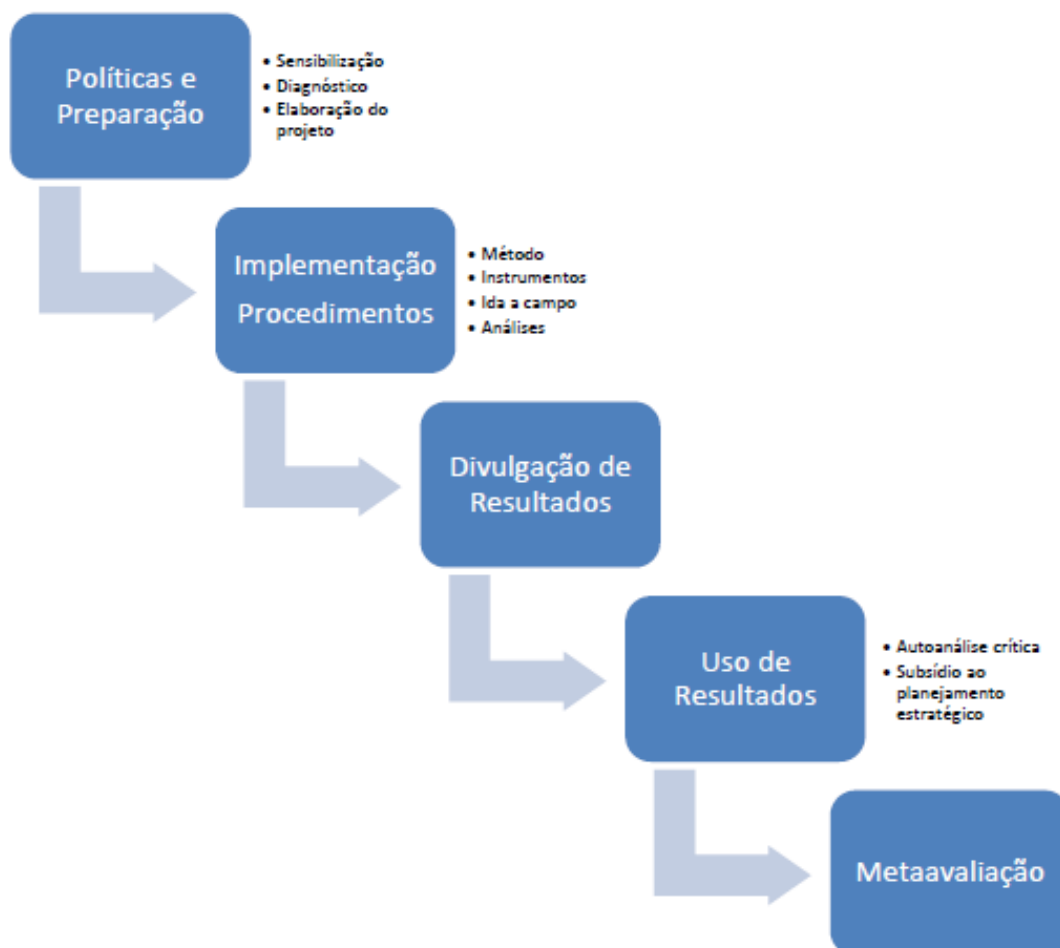 Políticas e
Preparação
• Sensibilização
• Diagnóstico
• Elaboração do
projeto
Implementação
Procedimentos
• Método
• Instrumentos
• Ida a campo
• Análises
Divulgação de
Resultados
Uso de
Resultados
• Autoanálise crítica
• Subsídio ao
planejamento
estratégico
Metaavaliação